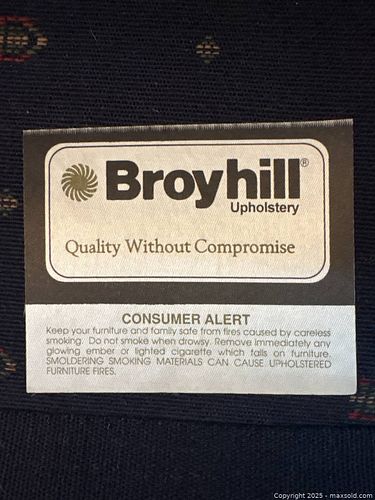 Broyhill®
Upholstery
Quality Without Compromise
CONSUMER ALERT
Keep your furniture and family safe from fires caused by careless
smoking. Do not smoke when drowsy. Remove immediately any
glowing ember or lighted cigarette which falls on furniture.
SMOLDERING SMOKING MATERIALS CAN CAUSE UPHOLSTERED
FURNITURE FIRES.
Copyright 2025 - maxsold.com